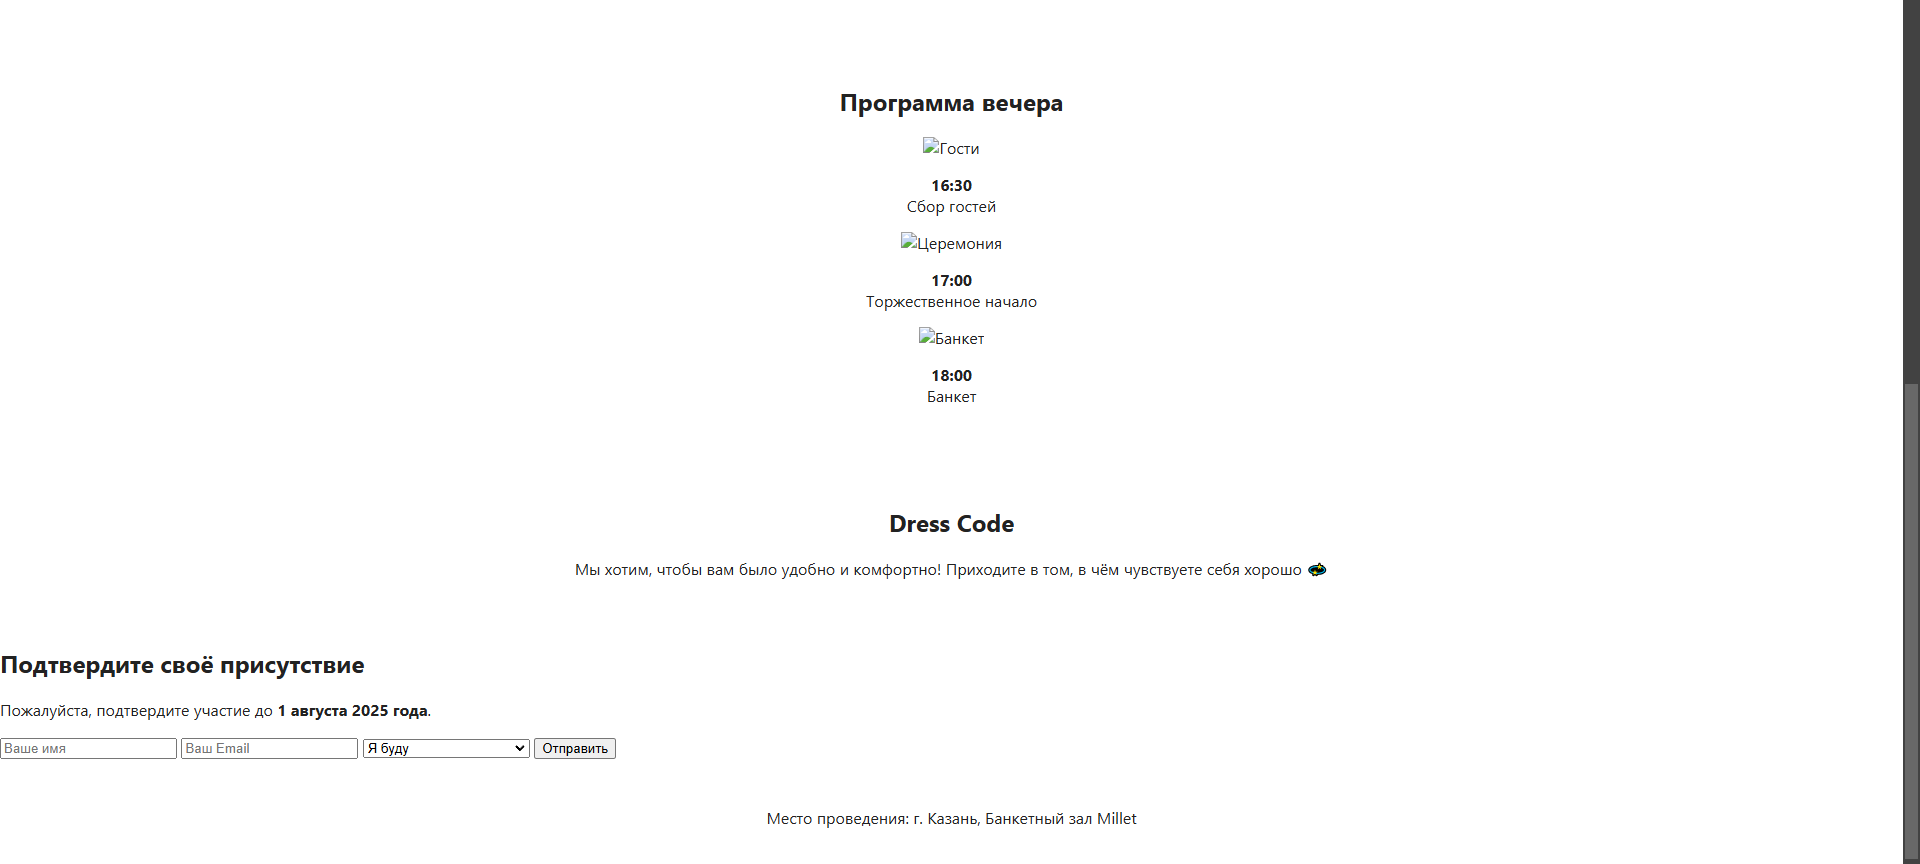 Программа вечера
Гости
16:30
Сбор гостей
Церемония
17:00
Торжественное начало
Банкет
18:00
Банкет
Dress Code
Мы хотим, чтобы вам было удобно и комфортно! Приходите в том, в чём чувствуете себя хорошо
Подтвердите своё присутствие
Пожалуйста, подтвердите участие до 1 августа 2025 года.
Ваше имя Ваш Email Я буду Отправить
Место проведения: г. Казань, Банкетный зал Millet